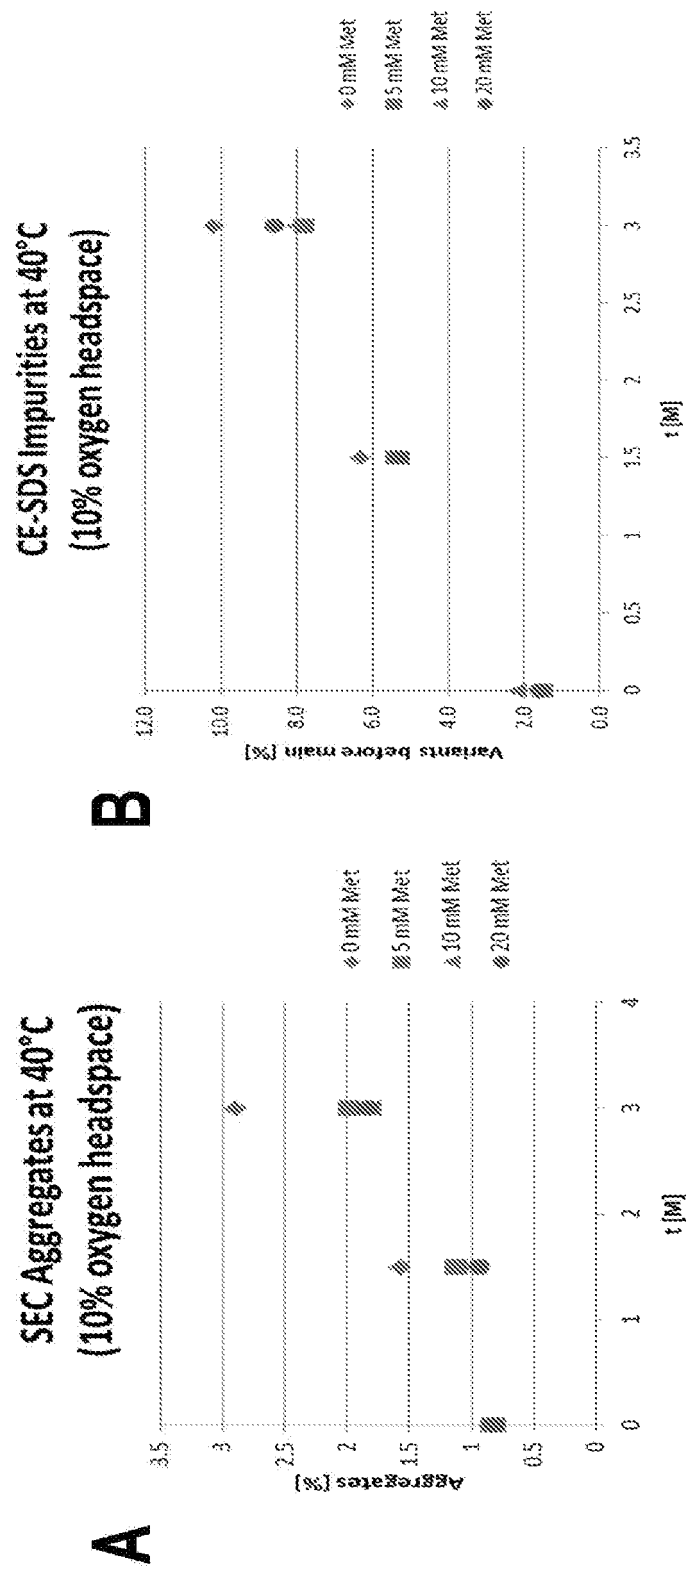 A
SEC Aggregates at 40°C
(10% oxygen headspace)
Aggregates [%]
3.5
3
2.5
2
1.5
1
0.5
0
0
1
2
3
4
t [M]
0 mM Met
5 mM Met
10 mM Met
20 mM Met
B
CE-SDS Impurities at 40°C
(10% oxygen headspace)
Variants before main [%]
12.0
10.0
8.0
6.0
4.0
2.0
0.0
0
0.5
1
1.5
2
2.5
3
3.5
t [M]
0 mM Met
5 mM Met
10 mM Met
20 mM Met